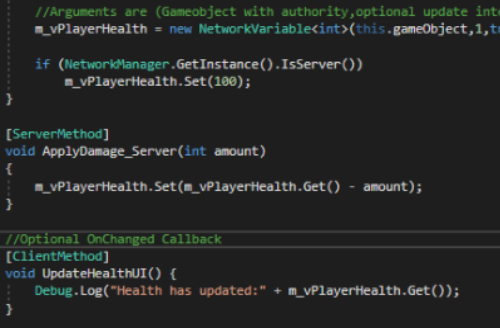 //Arguments are (Gameobject with authority,optional update
m_vPlayerHealth = new NetworkVariable<int>(this.gameObject,1,
if (NetworkManager.GetInstance().IsServer())
m_vPlayerHealth.Set(100);
}
[ServerMethod]
void ApplyDamage_Server(int amount)
{
m_vPlayerHealth.Set(m_vPlayerHealth.Get() - amount);
}
//Optional OnChanged Callback
[ClientMethod]
void UpdateHealthUI() {
Debug.Log("Health has updated:" + m_vPlayerHealth.Get());
}